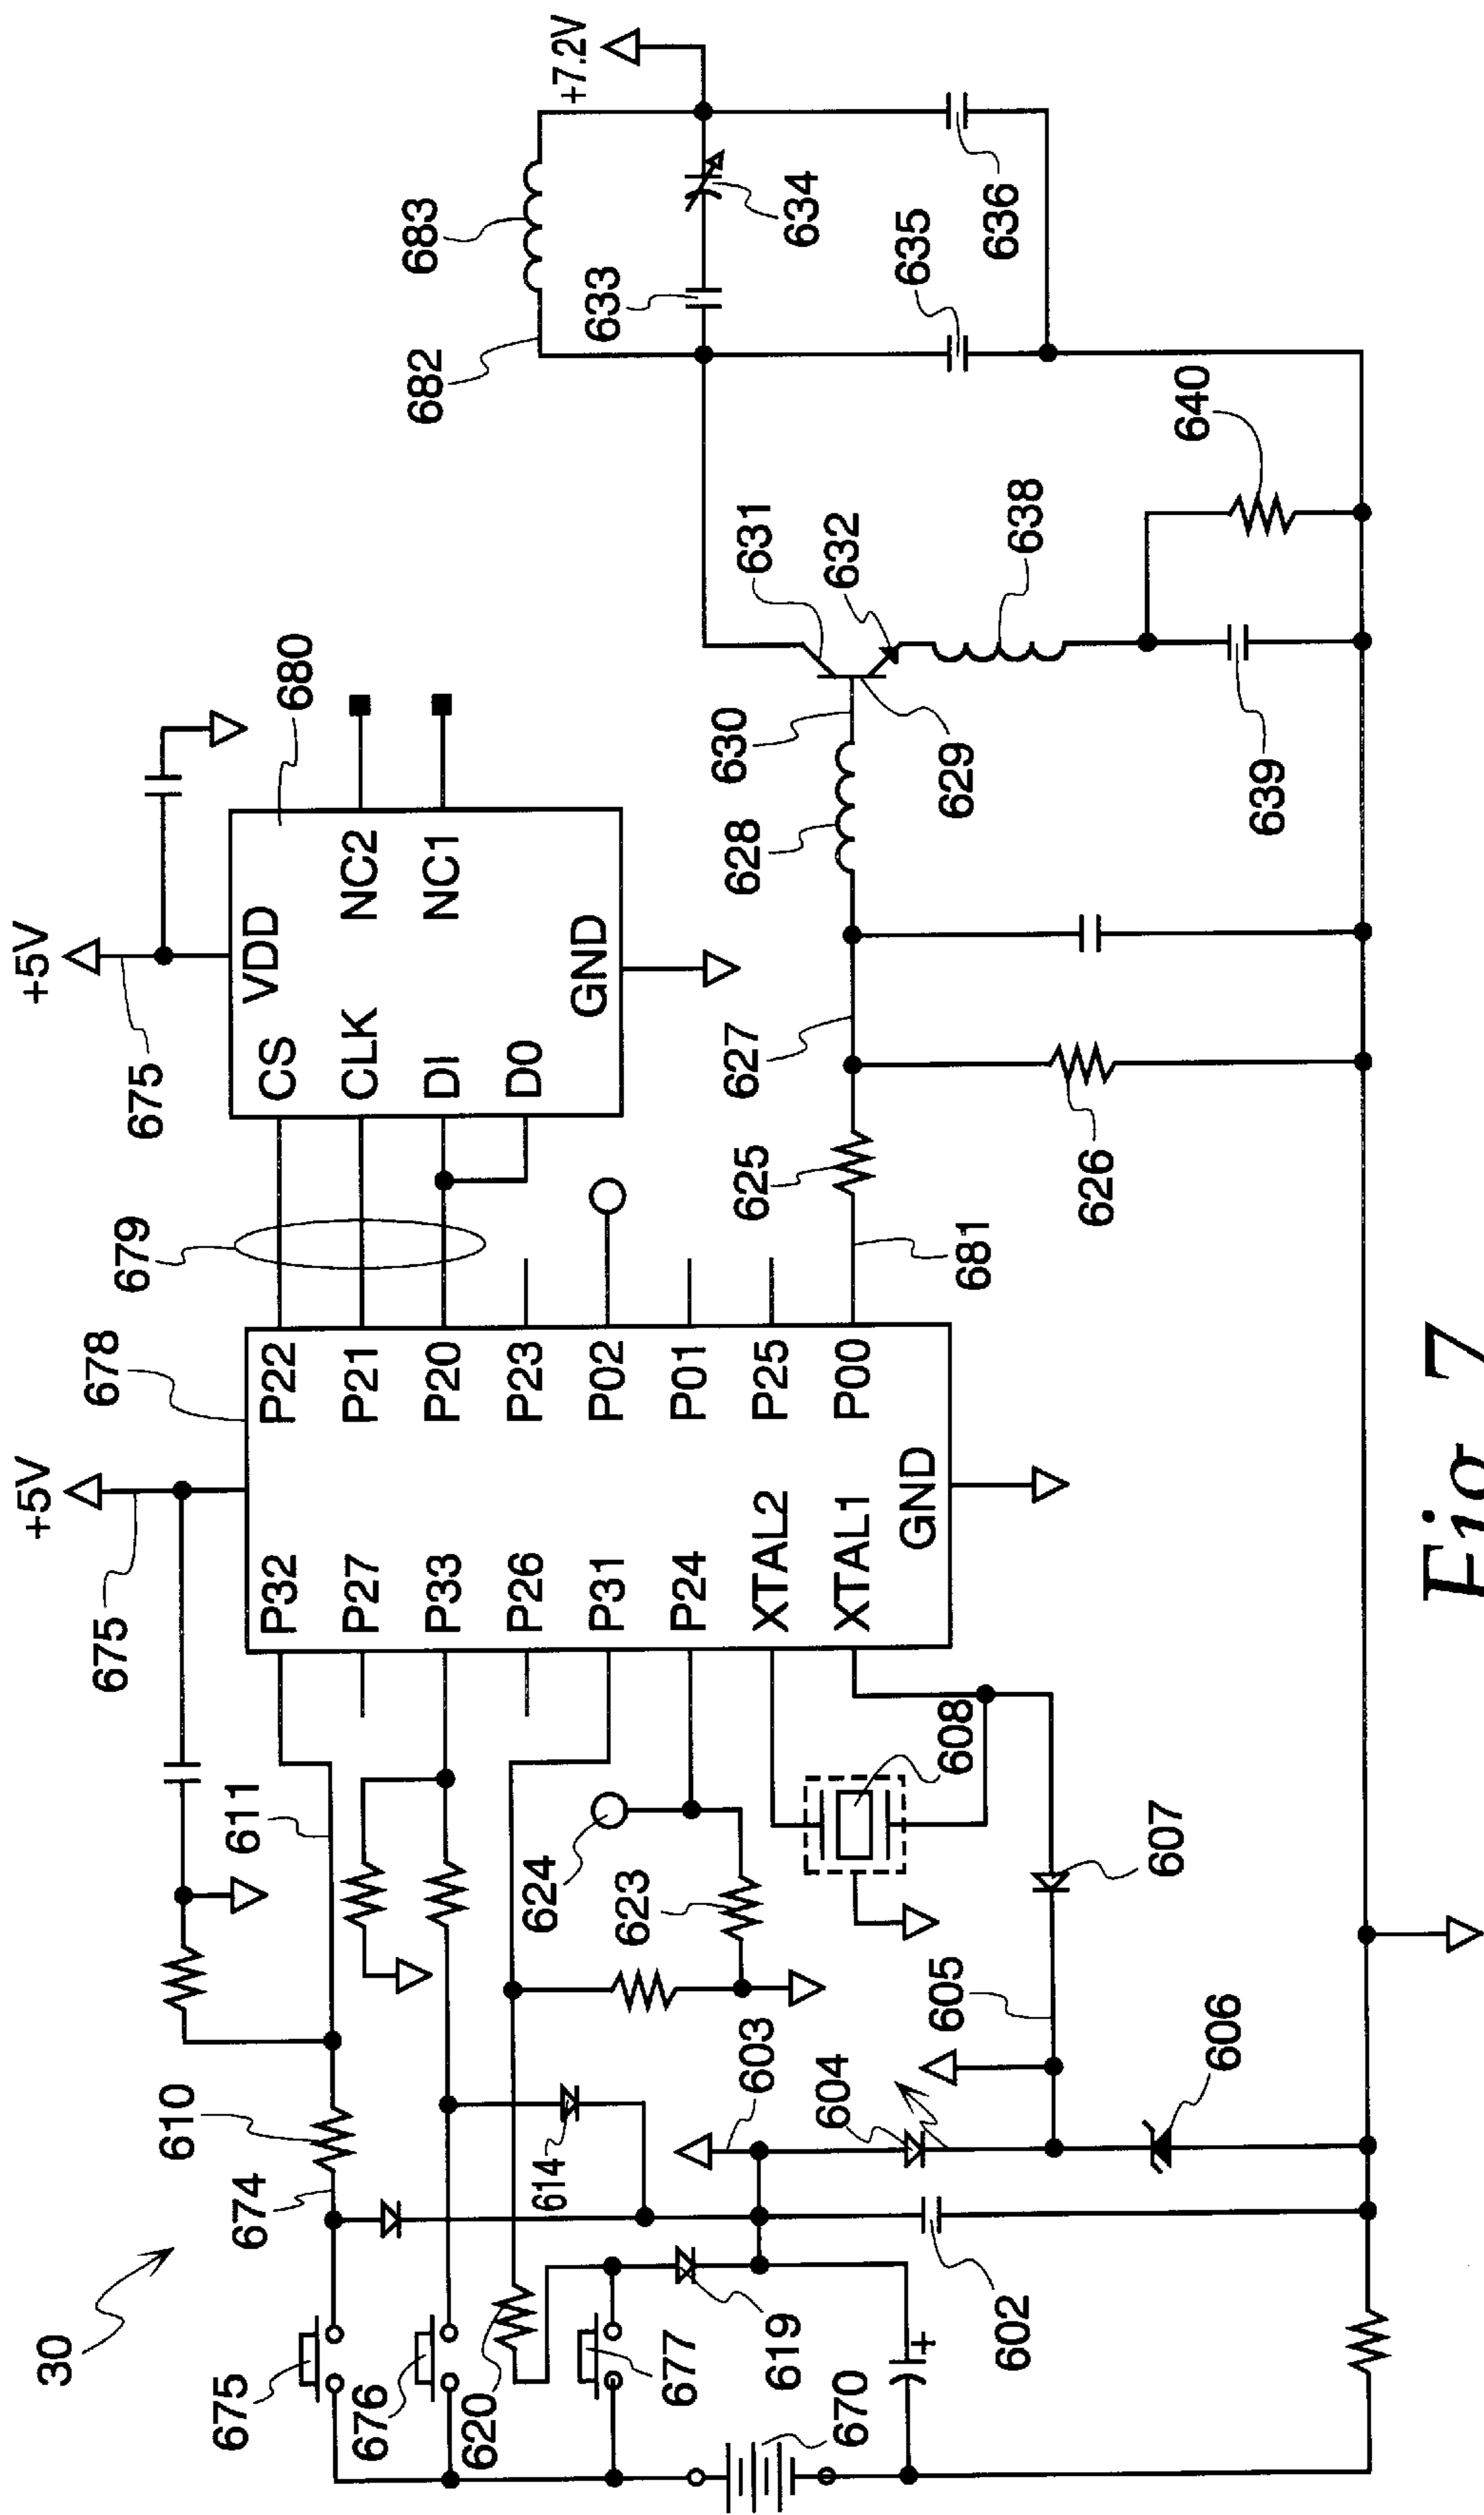 30
675
+5V
678
679
675
+5V
680
674
610
611
P32
P27
P33
P26
P31
P24
XTAL2
XTAL1
GND
P22
P21
P20
P23
P02
P01
P25
P00
CS
CLK
DI
D0
VDD
NC2
NC1
GND
675
676
620
677
619
670
602
614
603
604
605
606
607
608
623
624
681
625
626
627
628
629
630
631
632
638
639
640
682
683
633
634
635
636
+7.2V
Fig 7